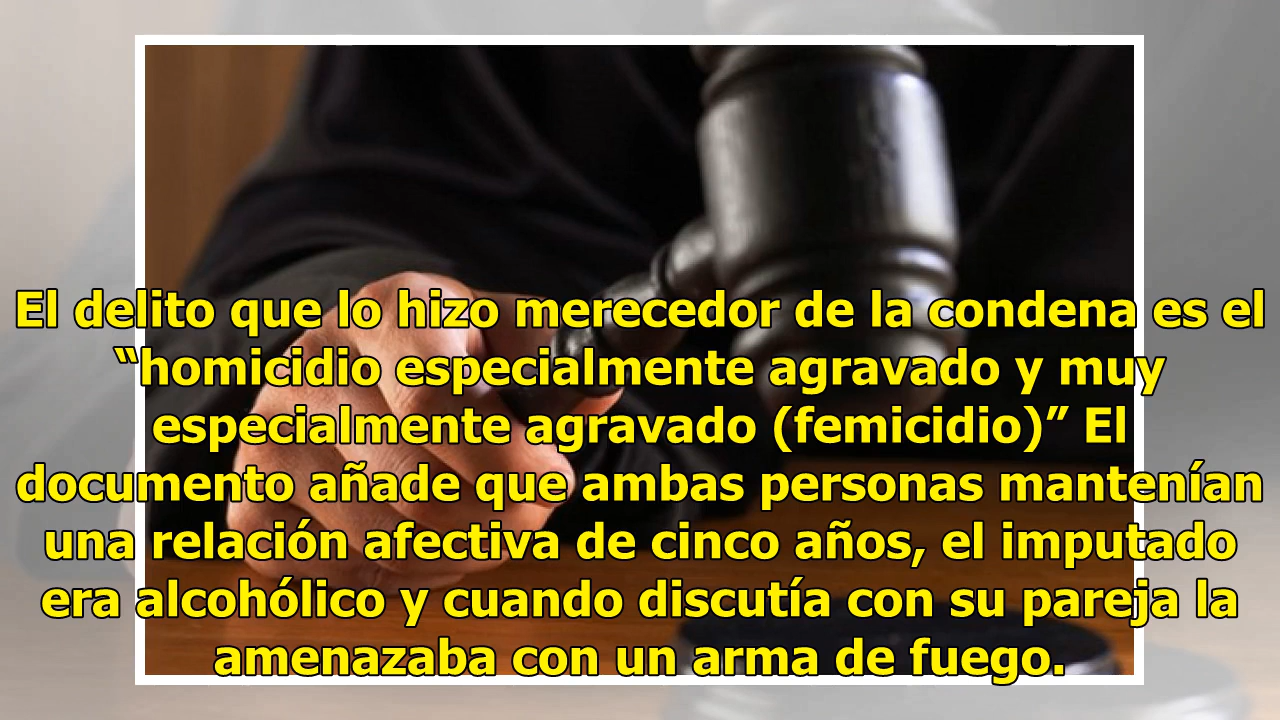 El delito que lo hizo merecedor de la condena es el
“homicidio especialmente agravado y muy
especialmente agravado (femicidio)” El
documento añade que ambas personas mantenían
una relación afectiva de cinco años, el imputado
era alcohólico y cuando discutía con su pareja la
amenazaba con un arma de fuego.